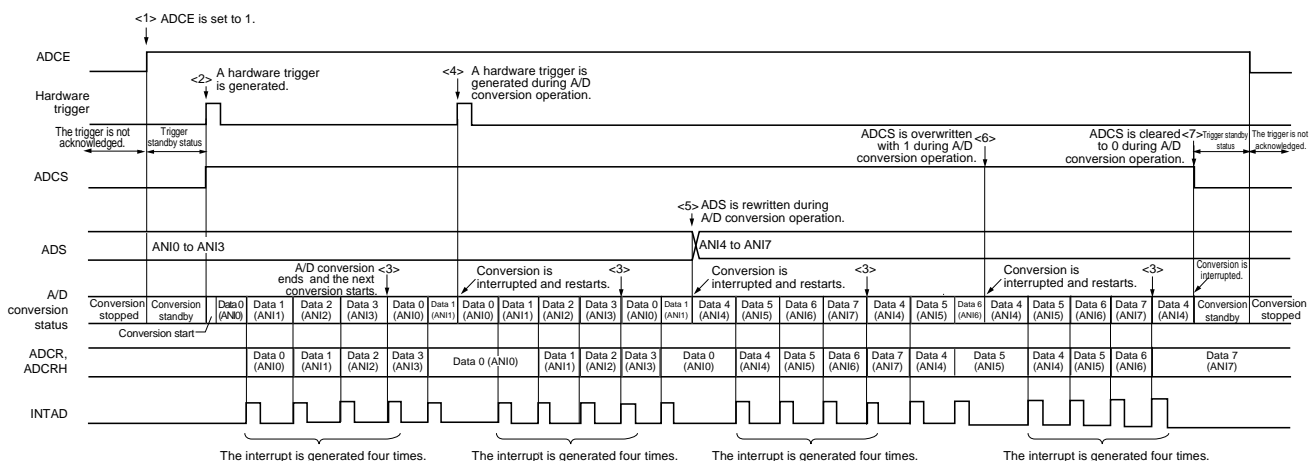 <1> ADCE is set to 1.
ADCE
<2> A hardware trigger
is generated.
<4> A hardware trigger is
generated during A/D
conversion operation.
Hardware
trigger
The trigger is not
acknowledged.
Trigger
standby status
ADCS is overwritten <6>
with 1 during A/D
conversion operation.
ADCS is cleared <7>
to 0 during A/D
conversion operation.
Trigger standby
status
The trigger is not
acknowledged.
ADCS
<5> ADS is rewritten during
A/D conversion operation.
ADS
ANI0 to ANI3
ANI4 to ANI7
A/D conversion <3>
ends and the next
conversion starts.
Conversion is
interrupted and restarts.
<3>
Conversion is
interrupted and restarts.
<3>
Conversion is
interrupted and restarts.
<3>
Conversion is
interrupted.
A/D
conversion
status
Conversion
stopped
Conversion
standby
Conversion start
Data 0 Data 1 Data 2 Data 3 Data 0 Data 1 Data 0 Data 1 Data 2 Data 3 Data 0 Data 1 Data 4 Data 5 Data 6 Data 7 Data 4 Data 5 Data 6 Data 4 Data 5 Data 6 Data 7 Data 4
(ANI0) (ANI1) (ANI2) (ANI3) (ANI0) (ANI1) (ANI0) (ANI1) (ANI2) (ANI3) (ANI0) (ANI1) (ANI4) (ANI5) (ANI6) (ANI7) (ANI4) (ANI5) (ANI6) (ANI4) (ANI5) (ANI6) (ANI7) (ANI4)
Conversion
standby
Conversion
stopped
ADCR,
ADCRH
Data 0 Data 1 Data 2 Data 3 Data 0 (ANI0) Data 1 Data 2 Data 3 Data 0 Data 4 Data 5 Data 6 Data 7 Data 4 Data 5 Data 4 Data 5 Data 6 Data 7
(ANI0) (ANI1) (ANI2) (ANI3) (ANI1) (ANI2) (ANI3) (ANI0) (ANI4) (ANI5) (ANI6) (ANI7) (ANI4) (ANI5) (ANI4) (ANI5) (ANI6) (ANI7)
INTAD
The interrupt is generated four times.
The interrupt is generated four times.
The interrupt is generated four times.
The interrupt is generated four times.